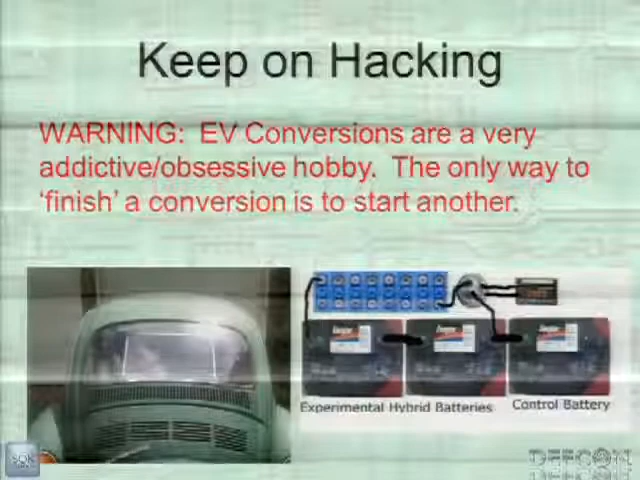 Keep on Hacking
WARNING: EV Conversions are a very
addictive/obsessive hobby. The only way to
‘finish’ a conversion is to start another.
Experimental Hybrid Batteries
Control Battery
DEFCON